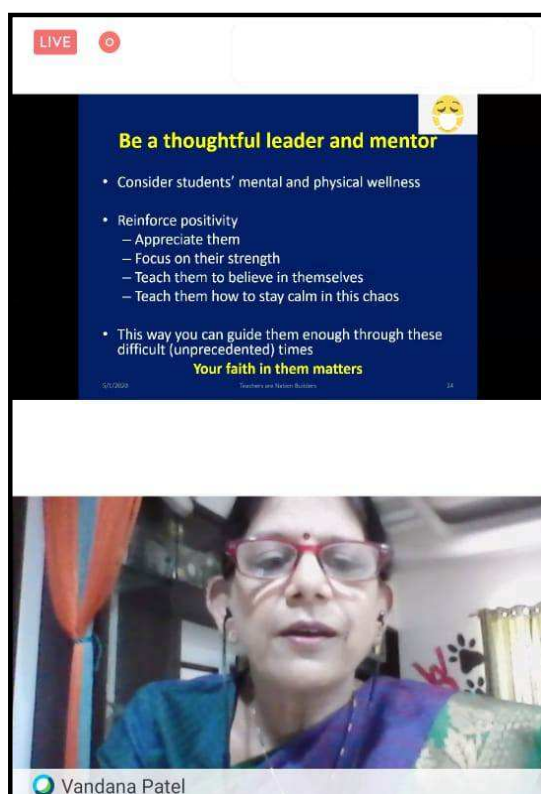 LIVE
Be a thoughtful leader and mentor
• Consider students' mental and physical wellness
• Reinforce positivity
– Appreciate them
– Focus on their strength
– Teach them to believe in themselves
– Teach them how to stay calm in this chaos
• This way you can guide them enough through these
difficult (unprecedented) times
Your faith in them matters
5/1/2020 Teachers are Nation Builders 14
Vandana Patel